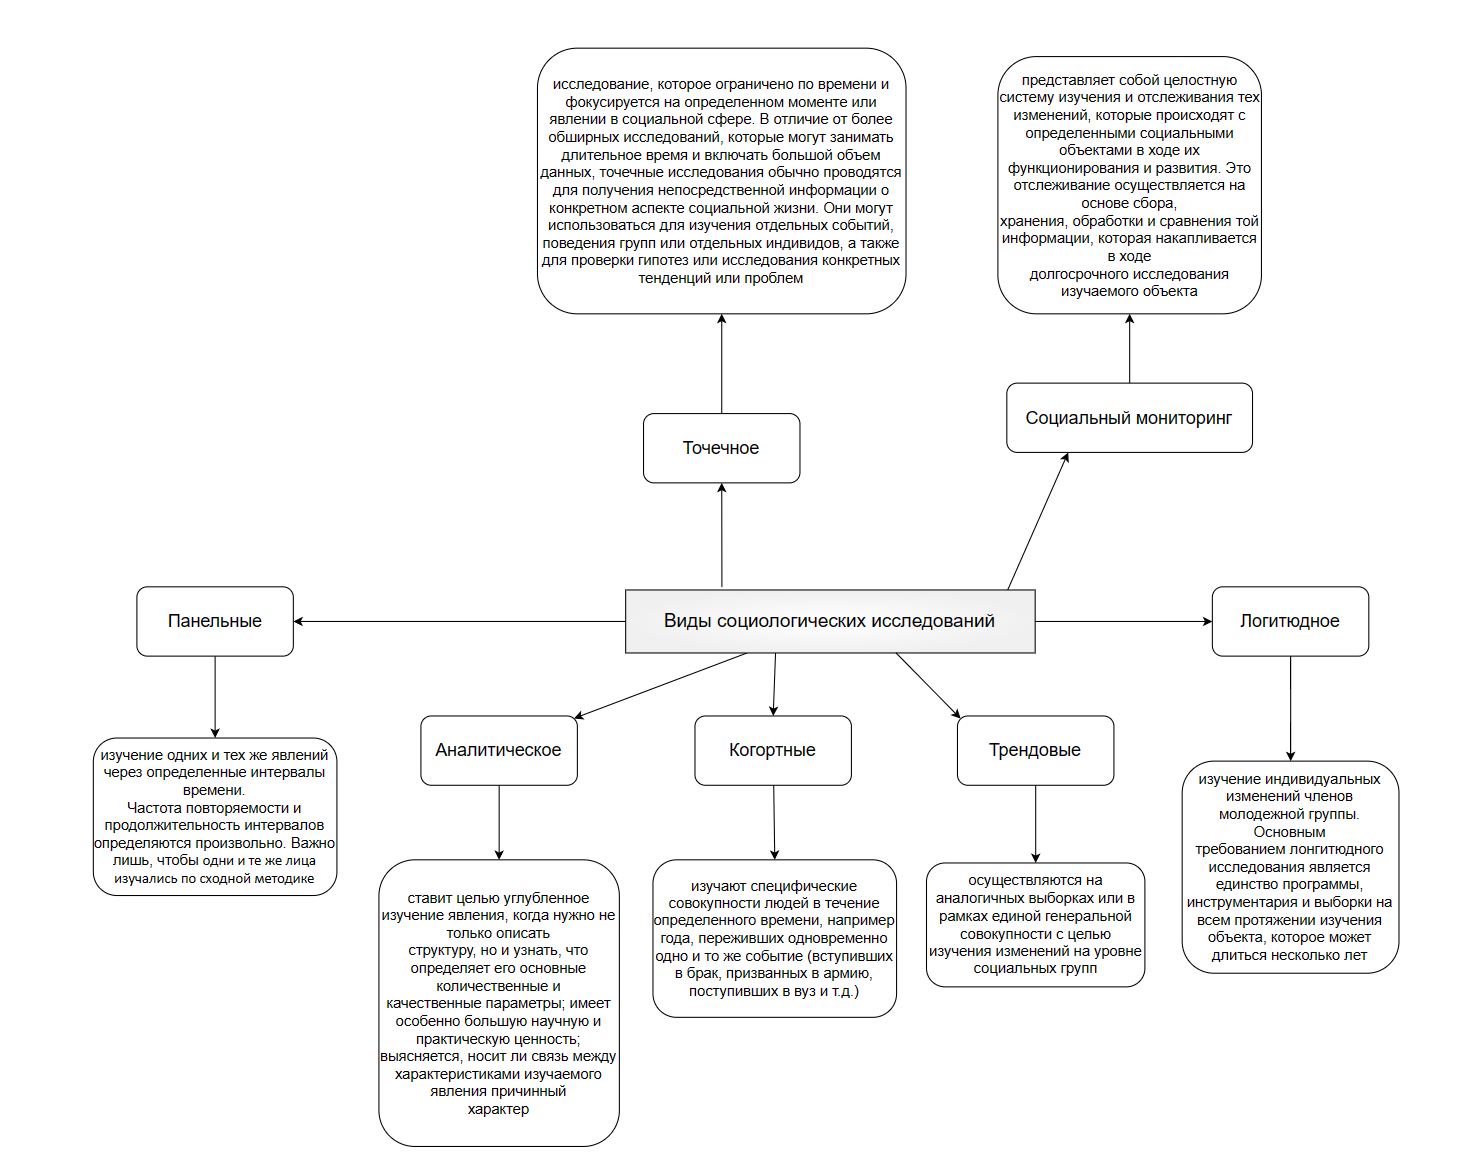 исследование, которое ограничено по времени и
фокусируется на определенном моменте или
явлении в социальной сфере. В отличие от более
обширных исследований, которые могут занимать
длительное время и включать большой объем
данных, точечные исследования обычно проводятся
для получения непосредственной информации о
конкретном аспекте социальной жизни. Они могут
использоваться для изучения отдельных событий,
поведения групп или отдельных индивидов, а также
для проверки гипотез или исследования конкретных
тенденций или проблем
представляет собой целостную
систему изучения и отслеживания тех
изменений, которые происходят с
определенными социальными
объектами в ходе их
функционирования и развития. Это
отслеживание осуществляется на
основе сбора,
хранения, обработки и сравнения той
информации, которая накапливается
в ходе
долгосрочного исследования
изучаемого объекта
Точечное
Социальный мониторинг
Панельные
Виды социологических исследований
Логитюдное
Аналитическое
Когортные
Трендовые
изучение одних и тех же явлений
через определенные интервалы
времени.
Частота повторяемости и
продолжительность интервалов
определяются произвольно. Важно
лишь, чтобы одни и те же лица
изучались по сходной методике
ставит целью углубленное
изучение явления, когда нужно не
только описать
структуру, но и узнать, что
определяет его основные
количественные и
качественные параметры; имеет
особенно большую научную и
практическую ценность;
выясняется, носит ли связь между
характеристиками изучаемого
явления причинный
характер
изучают специфические
совокупности людей в течение
определенного времени, например
года, переживших одновременно
одно и то же событие (вступивших
в брак, призванных в армию,
поступивших в вуз и т.д.)
осуществляются на
аналогичных выборках или в
рамках единой генеральной
совокупности с целью
изучения изменений на уровне
социальных групп
изучение индивидуальных
изменений членов
молодежной группы.
Основным
требованием лонгитюдного
исследования является
единство программы,
инструментария и выборки на
всем протяжении изучения
объекта, которое может
длиться несколько лет